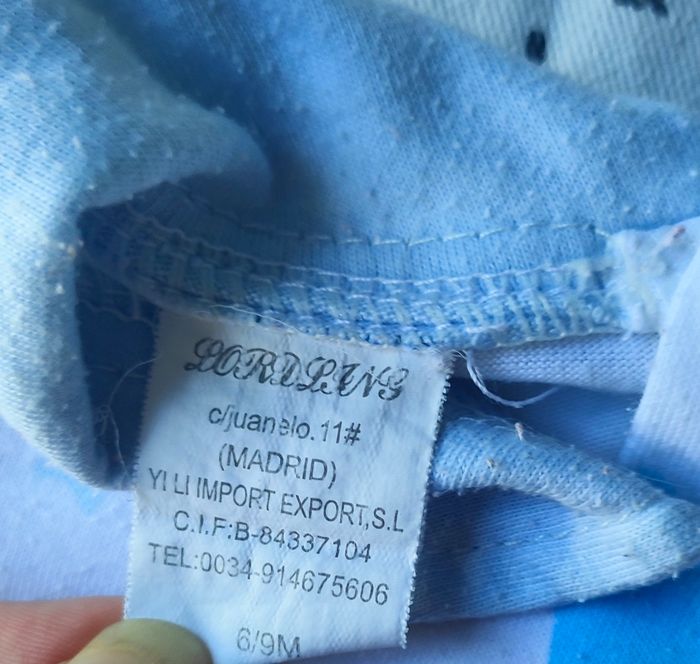 LORDLING
c/juanelo.11#
(MADRID)
YI LI IMPORT EXPORT,S.L
C.I.F:B-84337104
TEL:0034-914675606
6/9M